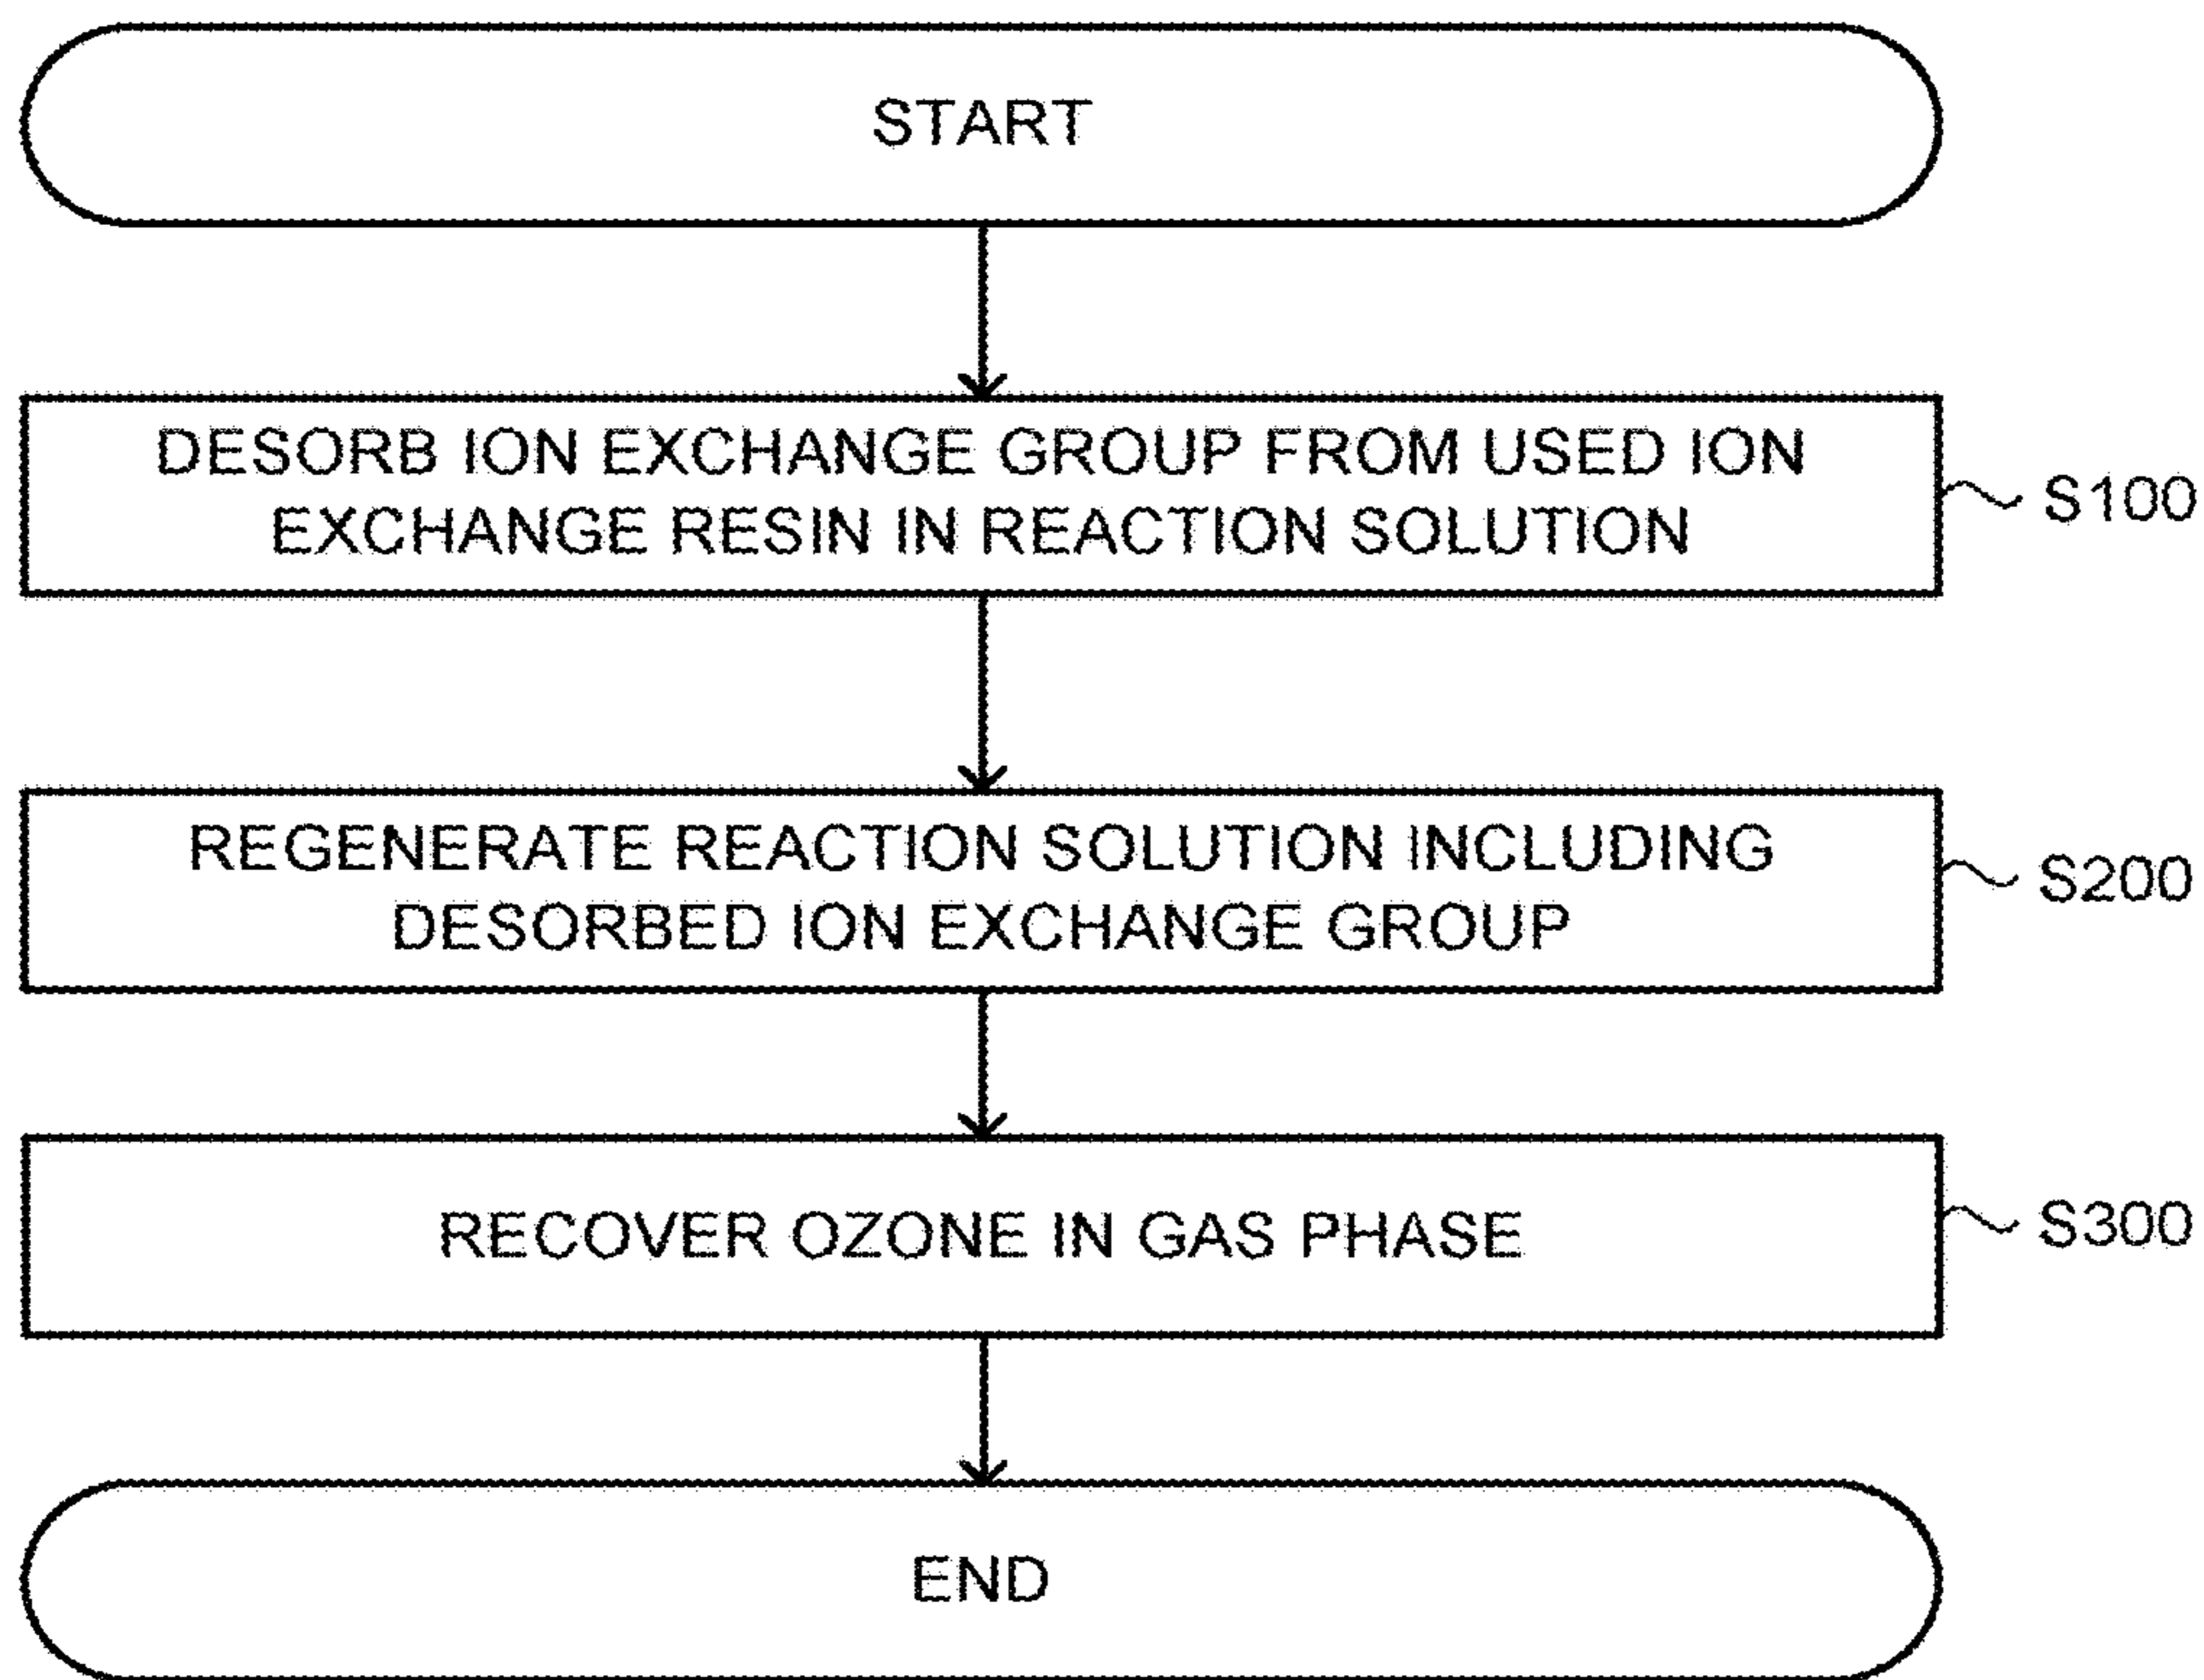 START
DESORB ION EXCHANGE GROUP FROM USED ION
EXCHANGE RESIN IN REACTION SOLUTION
S100
REGENERATE REACTION SOLUTION INCLUDING
DESORBED ION EXCHANGE GROUP
S200
RECOVER OZONE IN GAS PHASE
S300
END